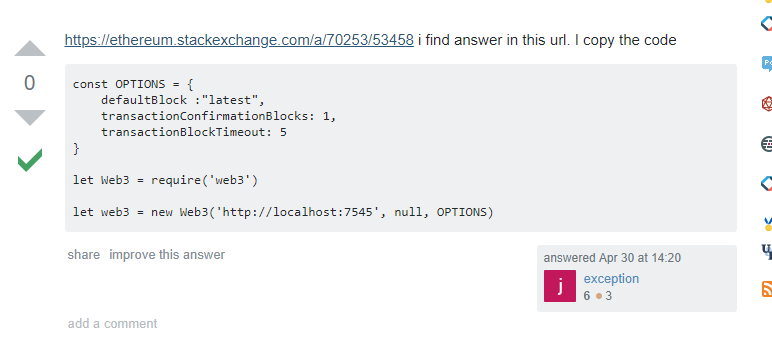 https://ethereum.stackexchange.com/a/70253/53458 i find answer in this url. I copy the code
0
const OPTIONS = {
    defaultBlock :"latest",
    transactionConfirmationBlocks: 1,
    transactionBlockTimeout: 5
}
let Web3 = require('web3')
let web3 = new Web3('http://localhost:7545', null, OPTIONS)
share improve this answer
answered Apr 30 at 14:20
j
exception
6 3
add a comment